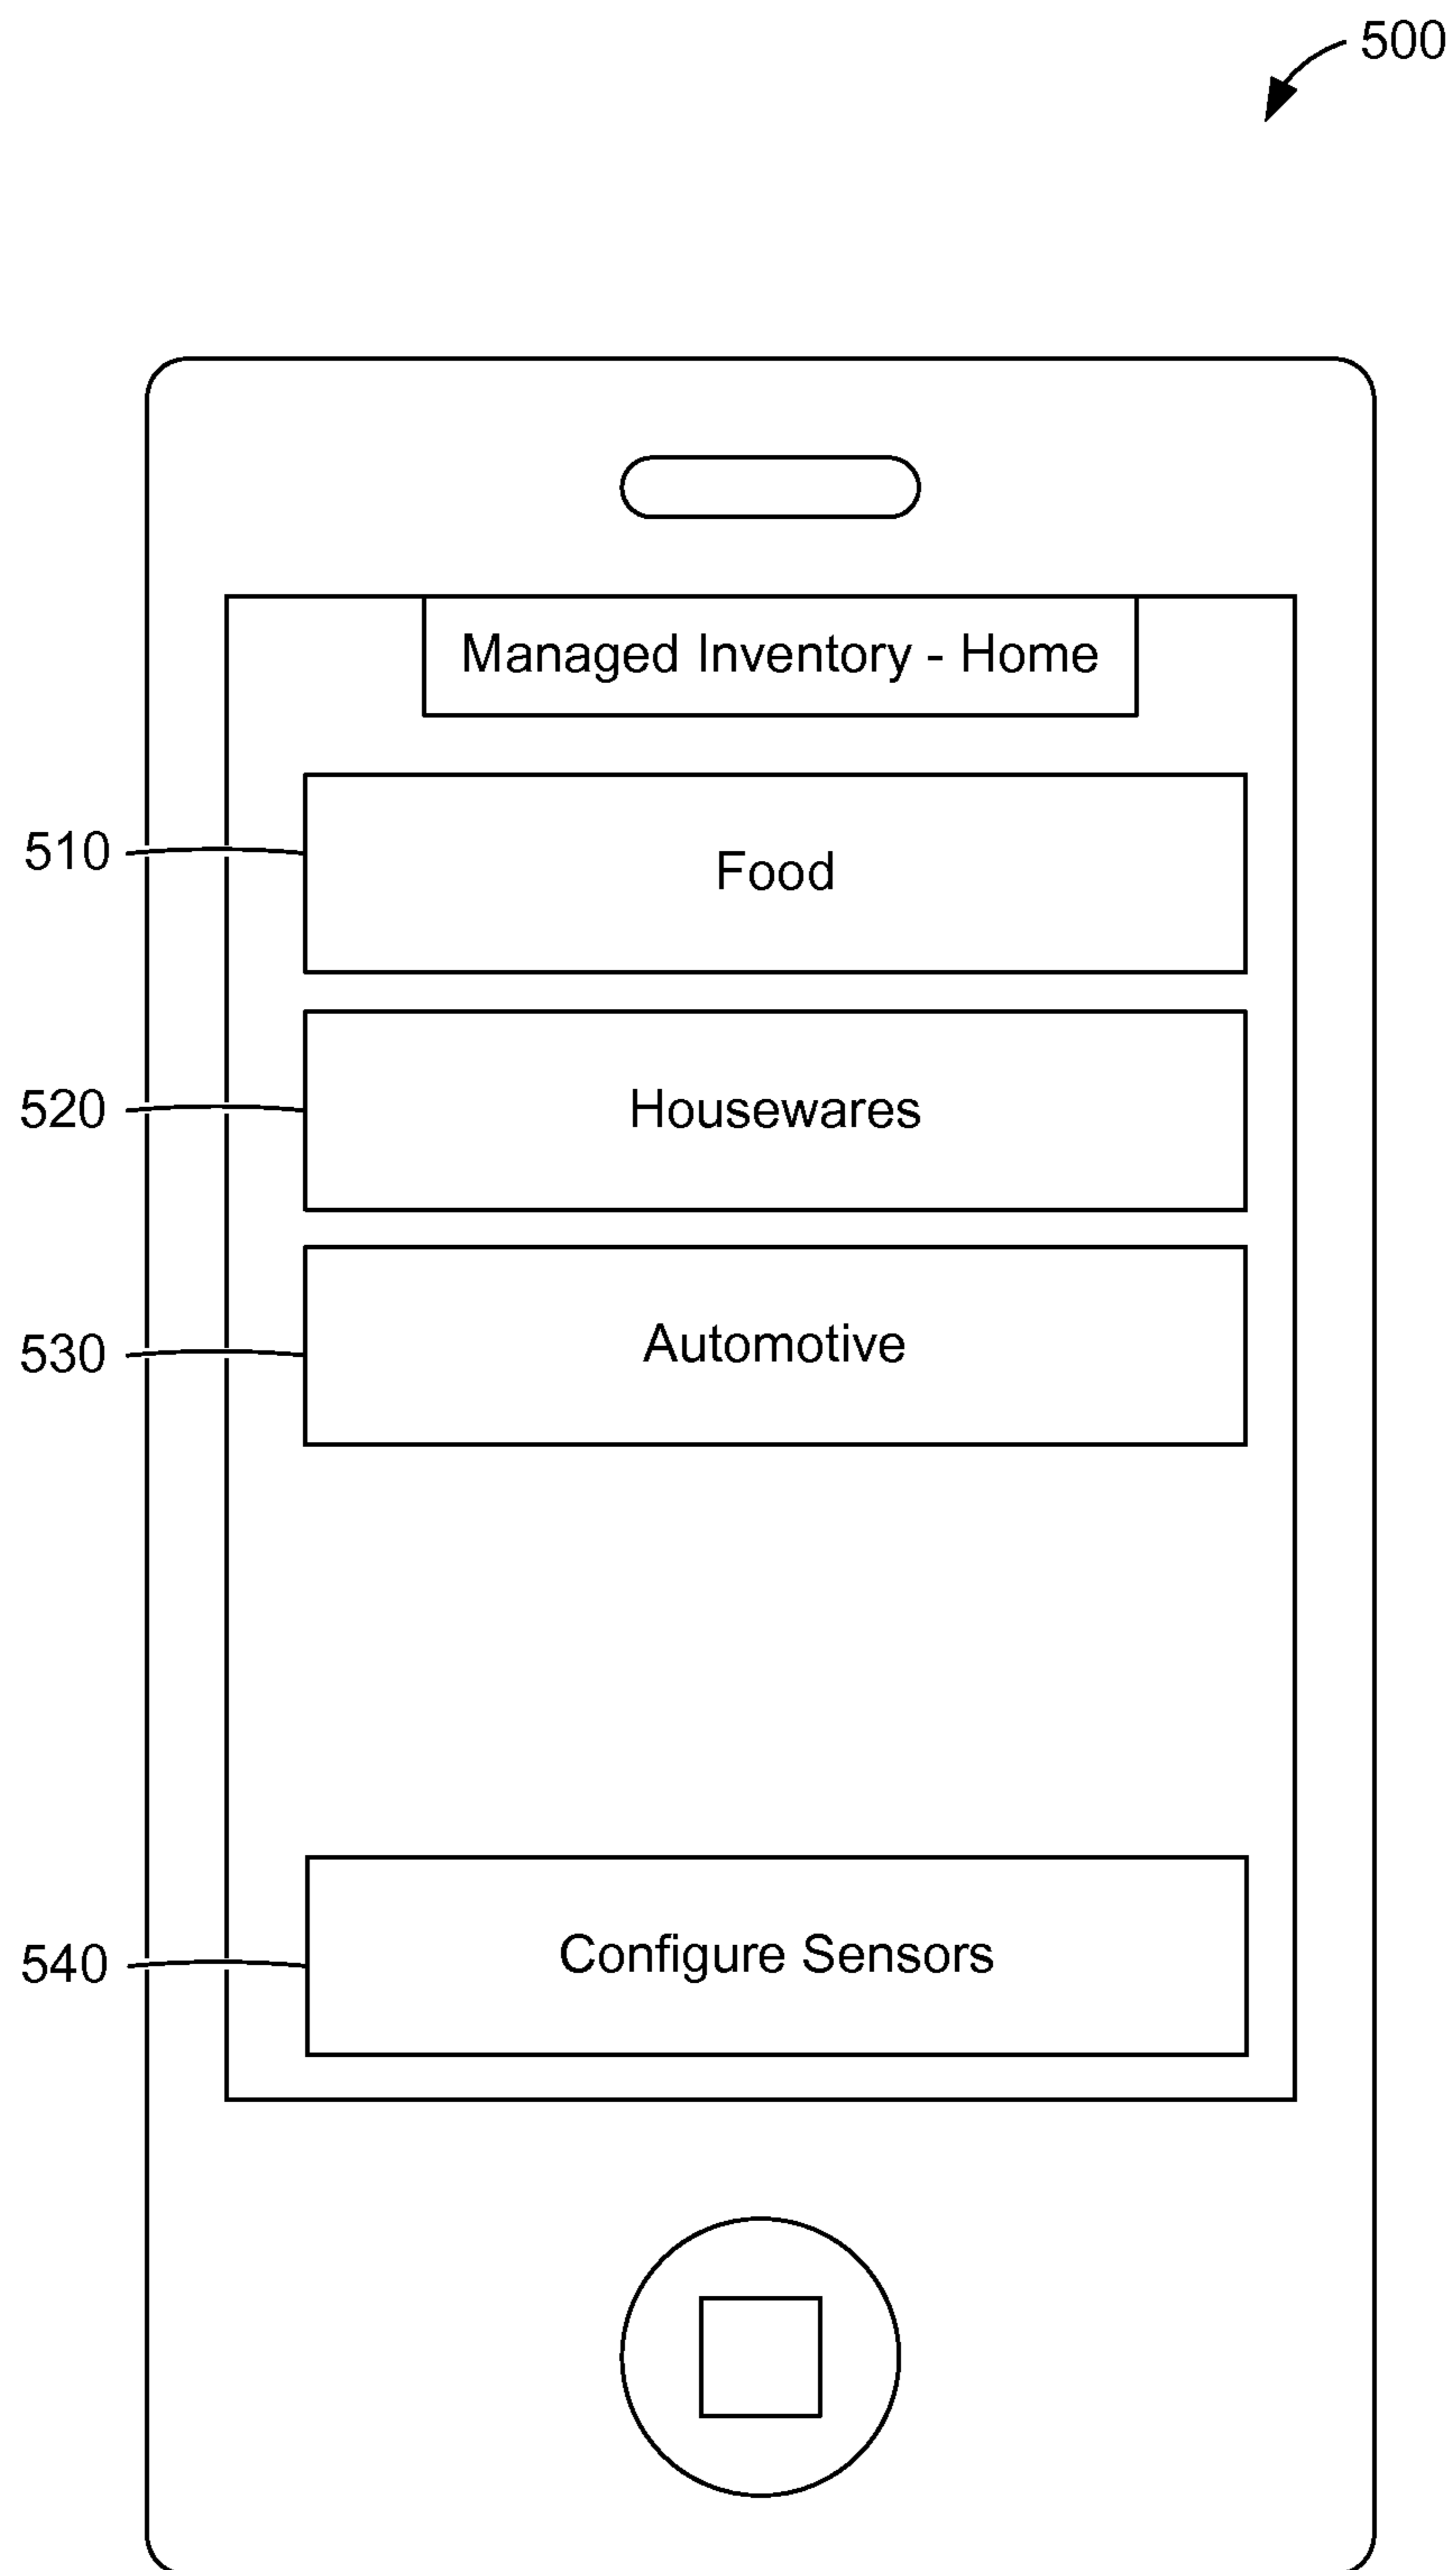 500
Managed Inventory - Home
510
Food
520
Housewares
530
Automotive
540
Configure Sensors